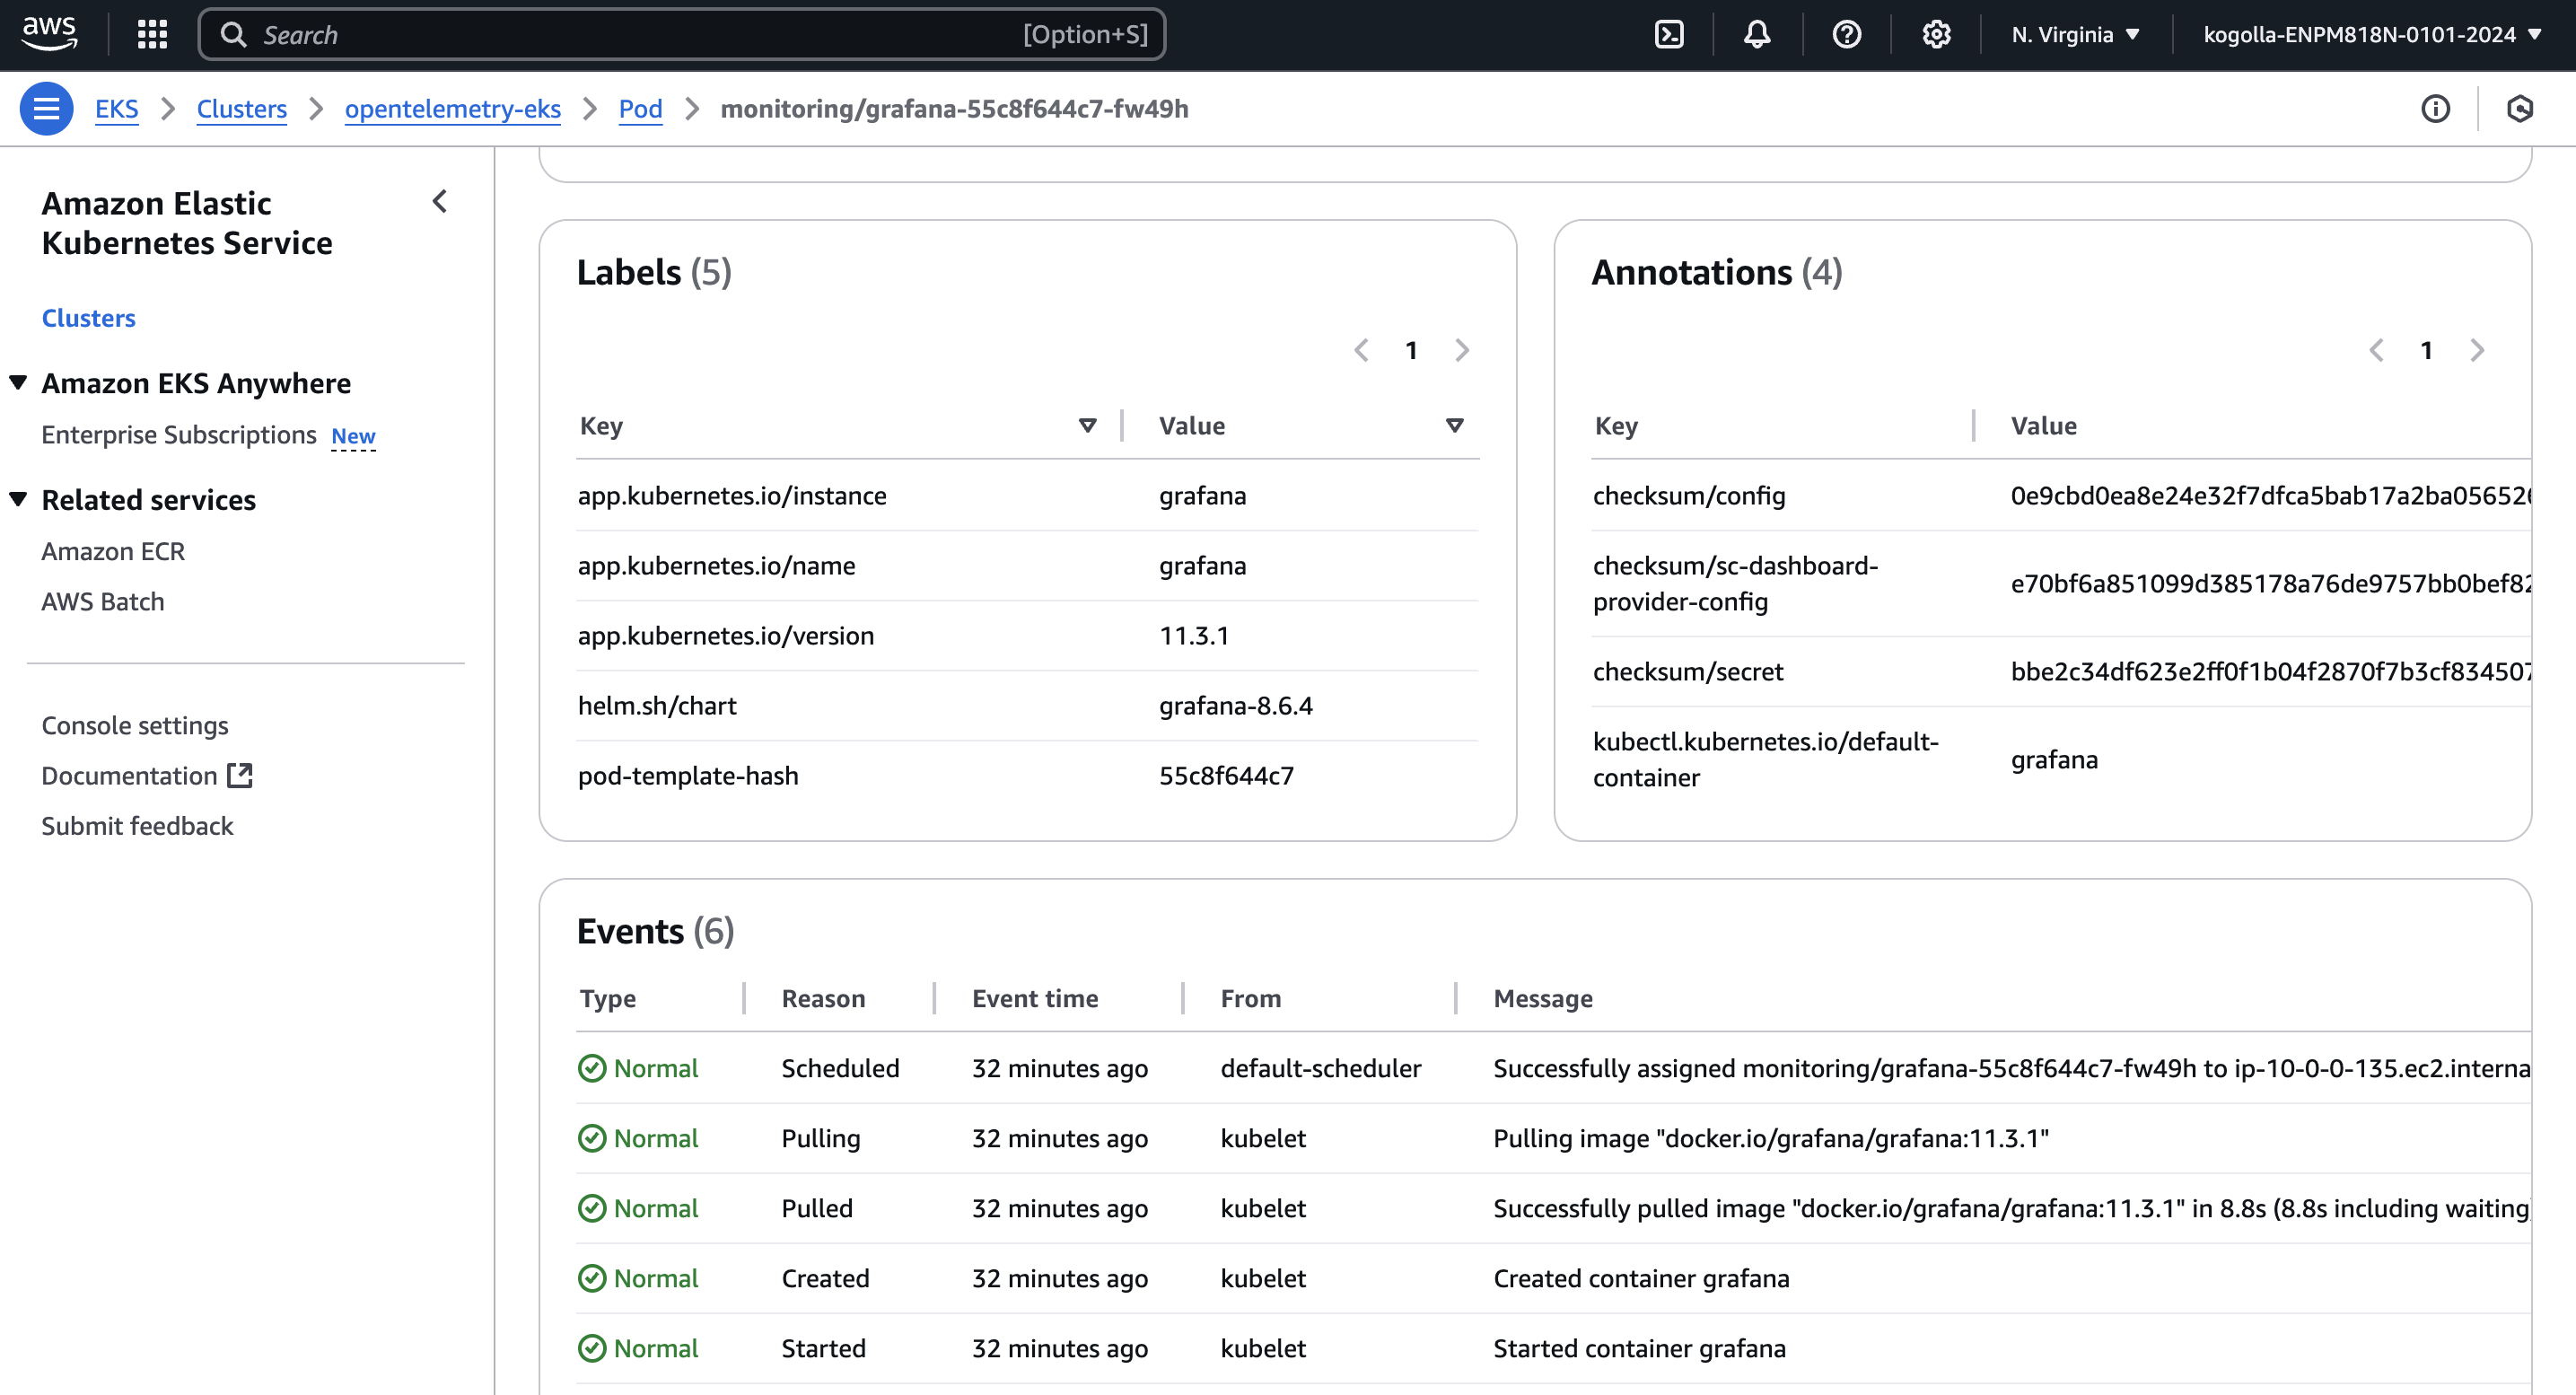 aws
Search [Option+S]
N. Virginia
kogolla-ENPM818N-0101-2024
EKS
Clusters
opentelemetry-eks
Pod
monitoring/grafana-55c8f644c7-fw49h
Amazon Elastic
Kubernetes Service
Clusters
Amazon EKS Anywhere
Enterprise Subscriptions New
Related services
Amazon ECR
AWS Batch
Console settings
Documentation
Submit feedback
Labels (5)
1
Key Value
app.kubernetes.io/instance grafana
app.kubernetes.io/name grafana
app.kubernetes.io/version 11.3.1
helm.sh/chart grafana-8.6.4
pod-template-hash 55c8f644c7
Annotations (4)
1
Key Value
checksum/config 0e9cbd0ea8e24e32f7dfca5bab17a2ba05652
checksum/sc-dashboard-
provider-config
e70bf6a851099d385178a76de9757bb0bef82
checksum/secret bbe2c34df623e2ff0f1b04f2870f7b3cf834507
kubectl.kubernetes.io/default-
container
grafana
Events (6)
Type Reason Event time From Message
Normal Scheduled 32 minutes ago default-scheduler Successfully assigned monitoring/grafana-55c8f644c7-fw49h to ip-10-0-0-135.ec2.interna
Normal Pulling 32 minutes ago kubelet Pulling image "docker.io/grafana/grafana:11.3.1"
Normal Pulled 32 minutes ago kubelet Successfully pulled image "docker.io/grafana/grafana:11.3.1" in 8.8s (8.8s including waiting
Normal Created 32 minutes ago kubelet Created container grafana
Normal Started 32 minutes ago kubelet Started container grafana